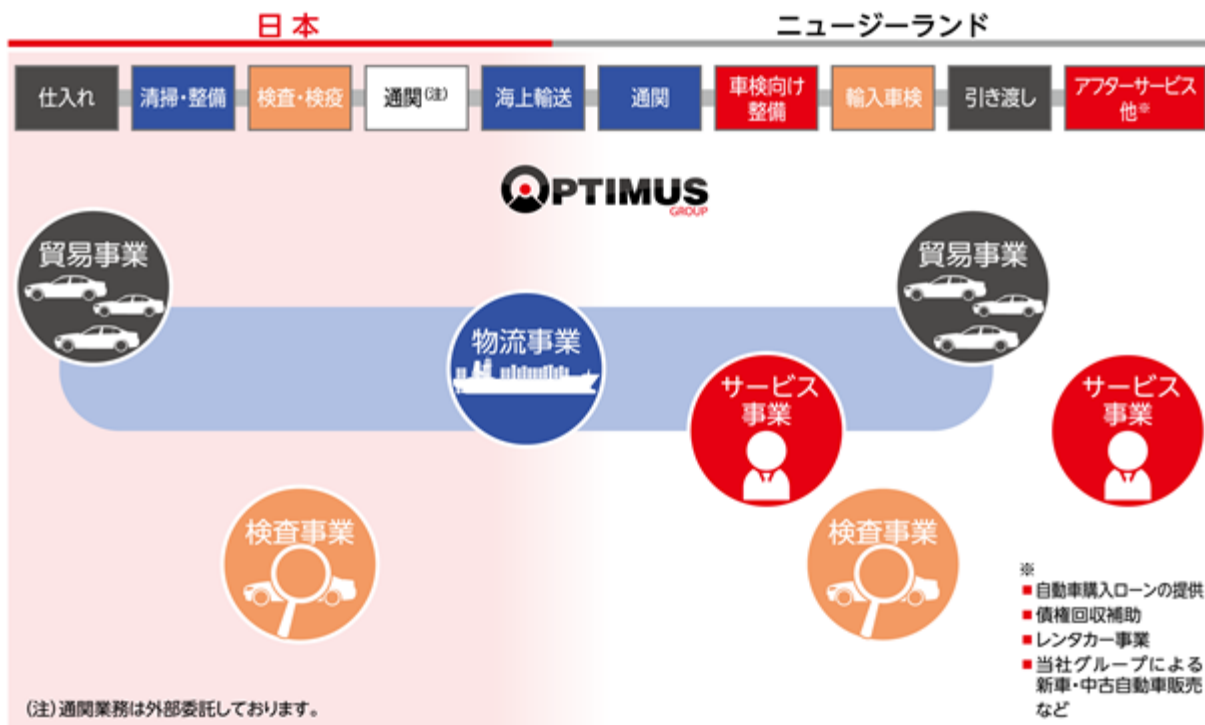 日本
ニュージーランド
仕入れ
清掃・整備
検査・検疫
通関(注)
海上輸送
通関
車検向け
整備
輸入車検
引き渡し
アフターサービス
他※
OPTIMUS
GROUP
貿易事業
貿易事業
物流事業
サービス
事業
サービス
事業
検査事業
検査事業
※
■自動車購入ローンの提供
■債権回収補助
■レンタカー事業
■当社グループによる
新車・中古自動車販売
など
(注)通関業務は外部委託しております。